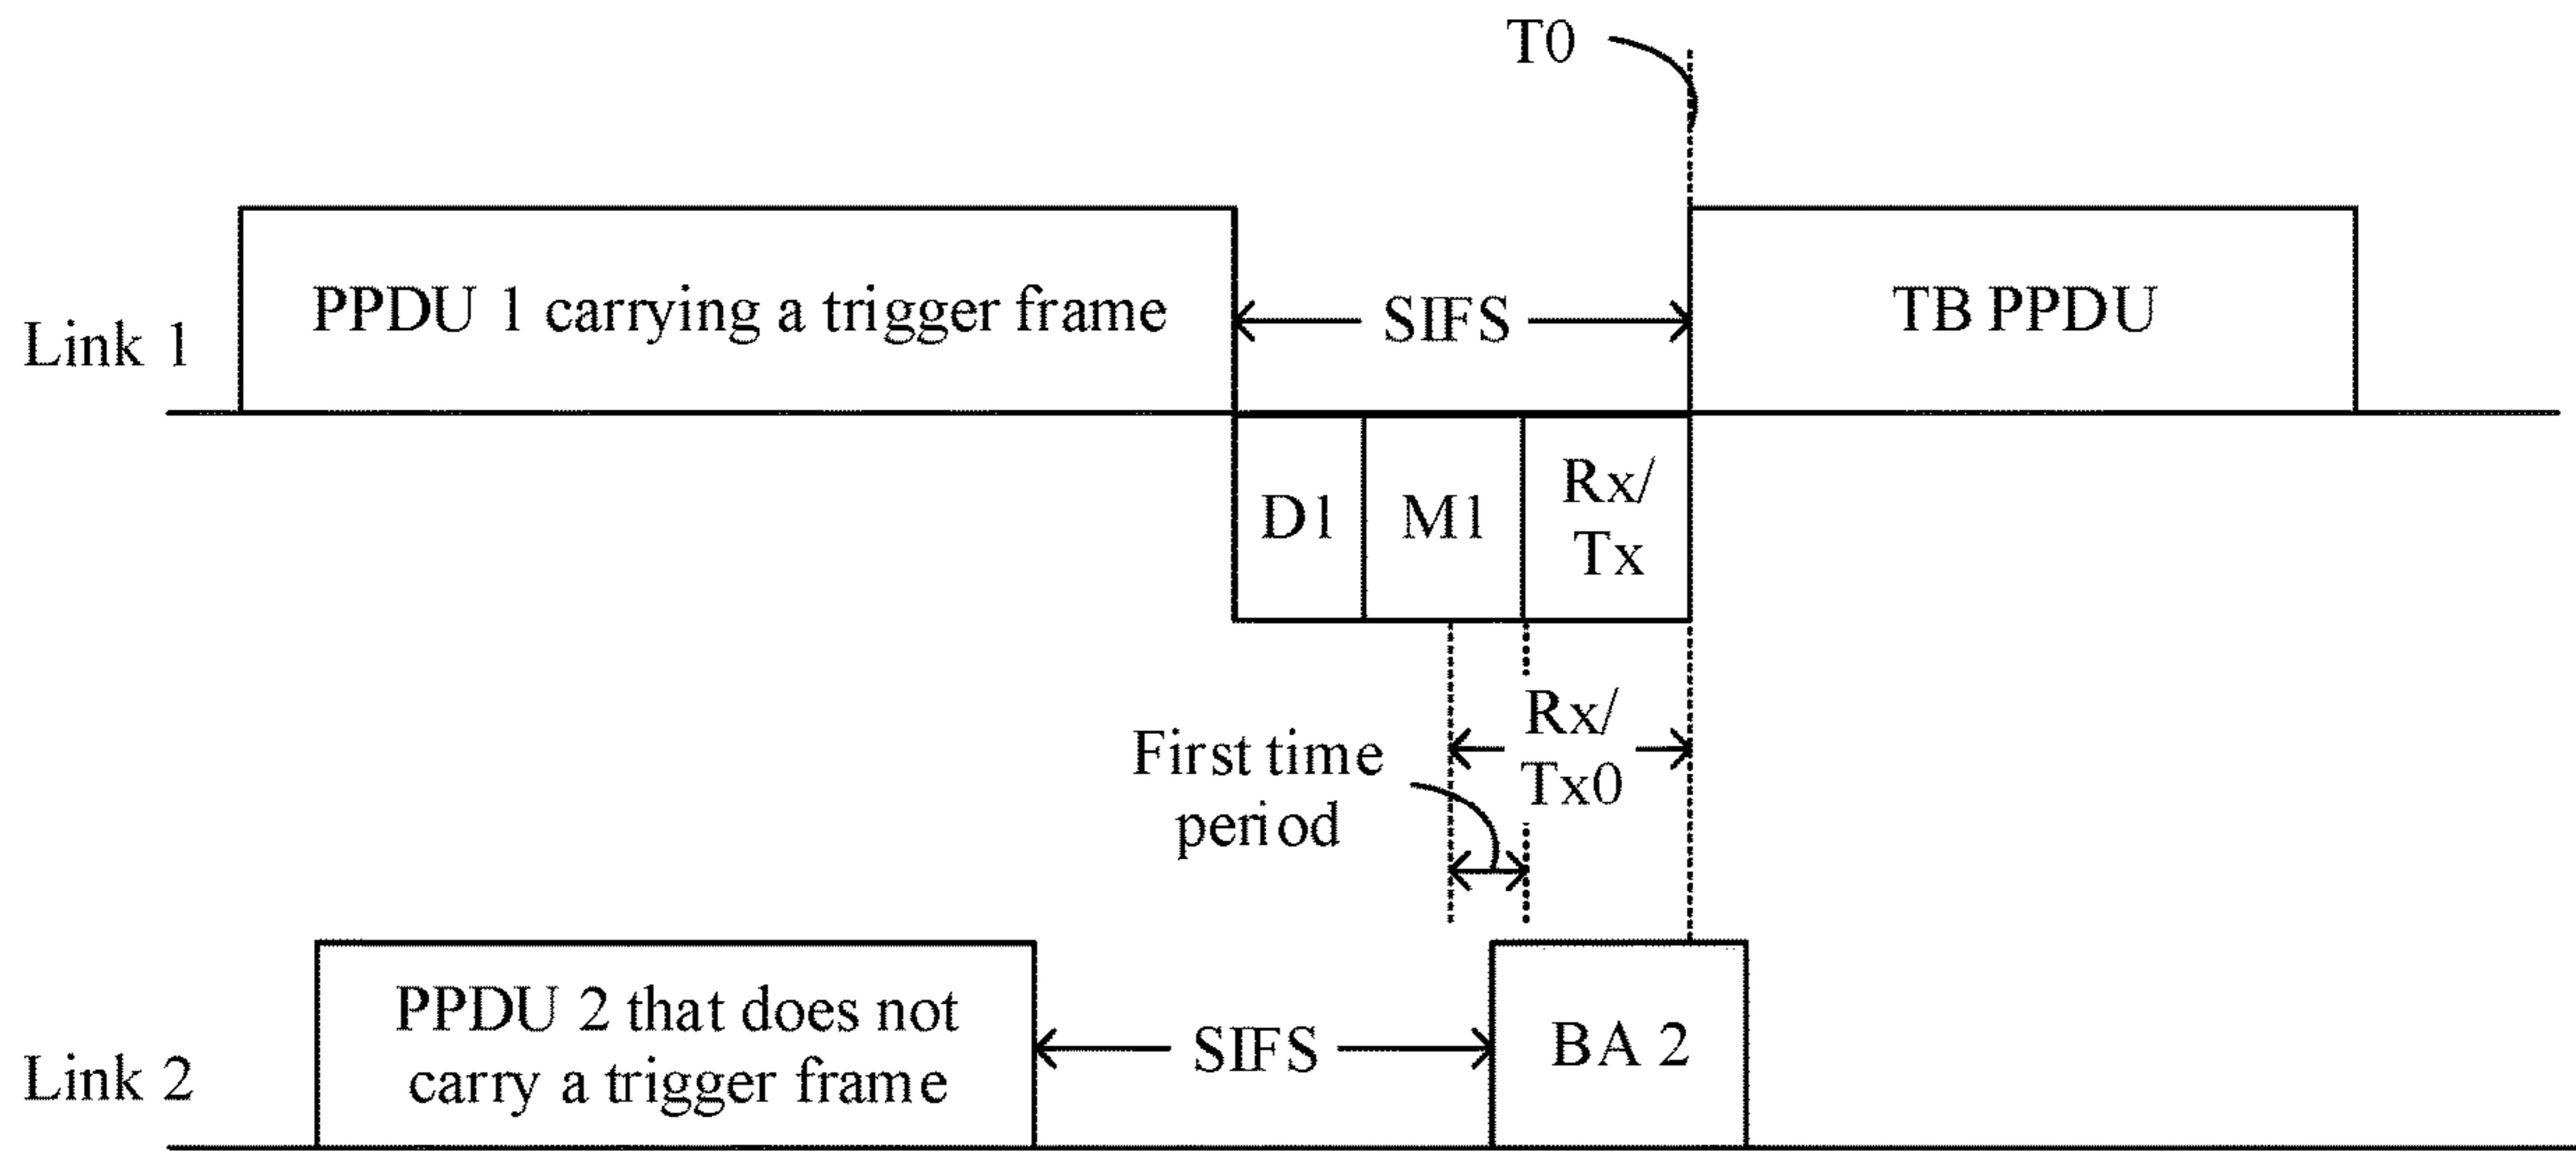 T0
PPDU 1 carrying a trigger frame
SIFS
TB PPDU
Link 1
D1
M1
Rx/
Tx
Rx/
Tx0
First time
period
PPDU 2 that does not
carry a trigger frame
SIFS
BA 2
Link 2